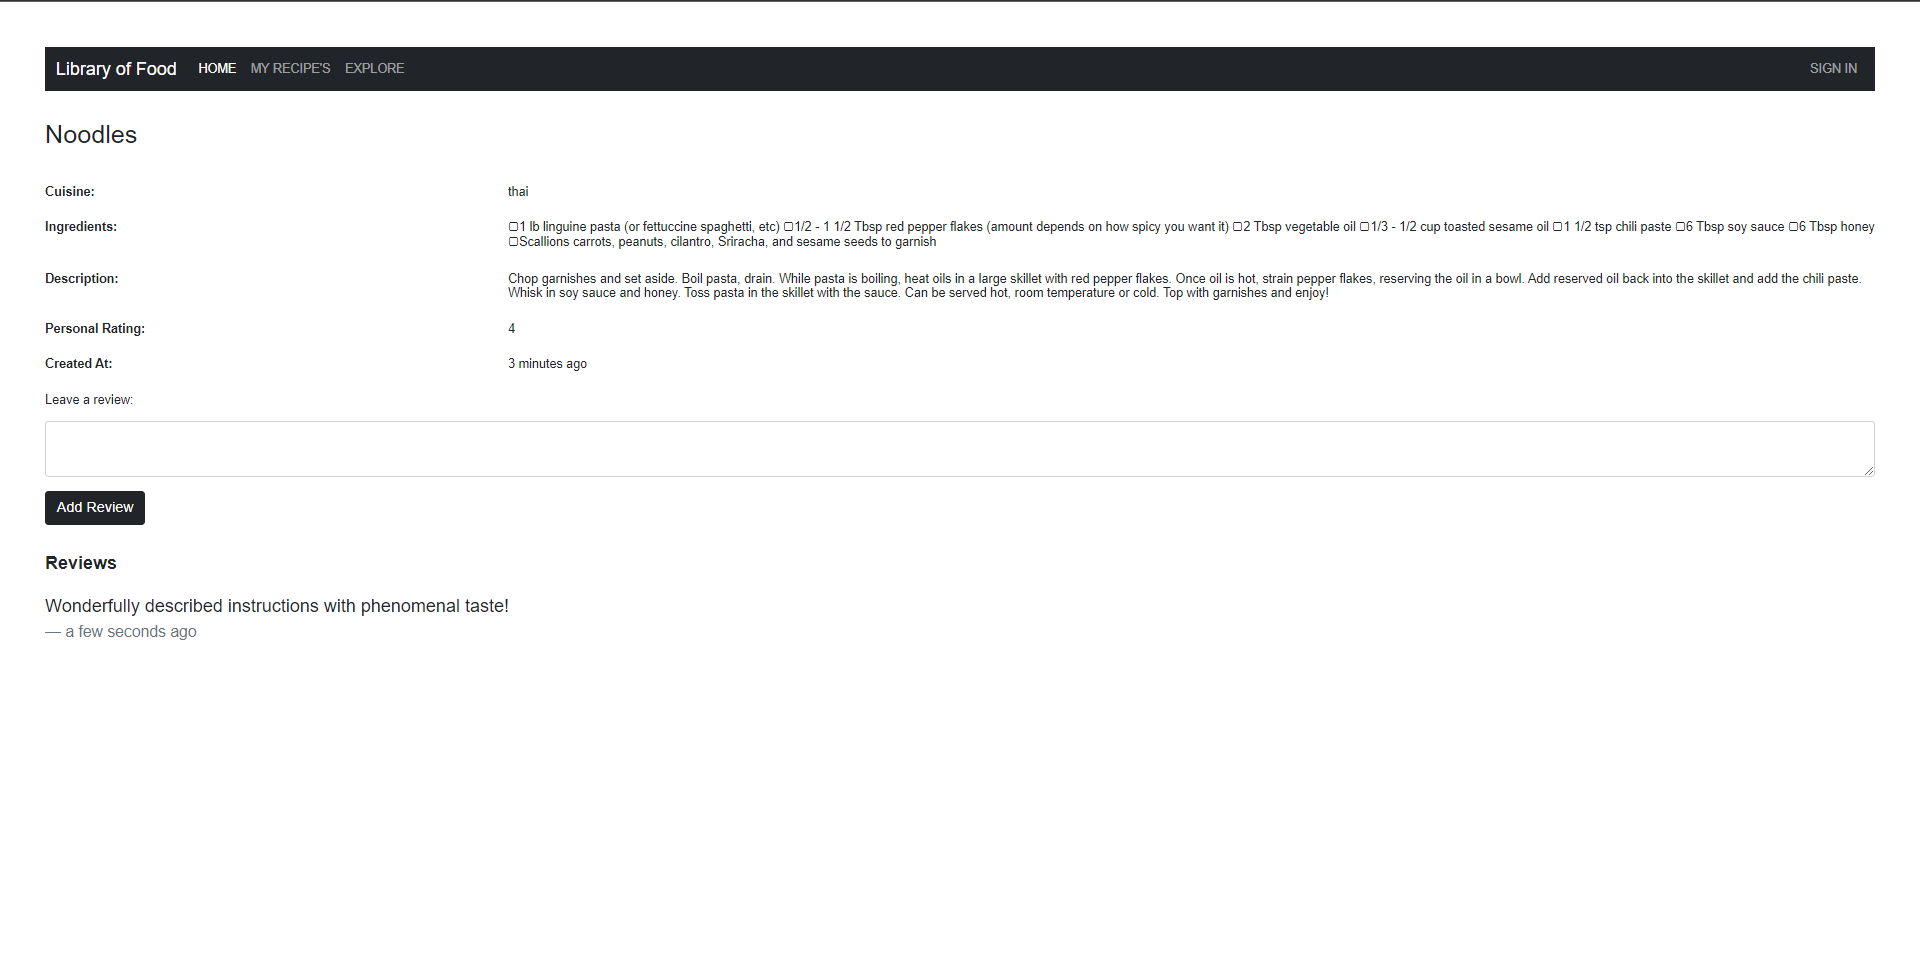 Library of Food HOME MY RECIPE'S EXPLORE SIGN IN
Noodles
Cuisine: thai
Ingredients: ▢1 lb linguine pasta (or fettuccine spaghetti, etc) ▢1/2 - 1 1/2 Tbsp red pepper flakes (amount depends on how spicy you want it) ▢2 Tbsp vegetable oil ▢1/3 - 1/2 cup toasted sesame oil ▢1 1/2 tsp chili paste ▢6 Tbsp soy sauce ▢6 Tbsp honey
▢Scallions carrots, peanuts, cilantro, Sriracha, and sesame seeds to garnish
Description: Chop garnishes and set aside. Boil pasta, drain. While pasta is boiling, heat oils in a large skillet with red pepper flakes. Once oil is hot, strain pepper flakes, reserving the oil in a bowl. Add reserved oil back into the skillet and add the chili paste.
Whisk in soy sauce and honey. Toss pasta in the skillet with the sauce. Can be served hot, room temperature or cold. Top with garnishes and enjoy!
Personal Rating: 4
Created At: 3 minutes ago
Leave a review:
Add Review
Reviews
Wonderfully described instructions with phenomenal taste!
— a few seconds ago